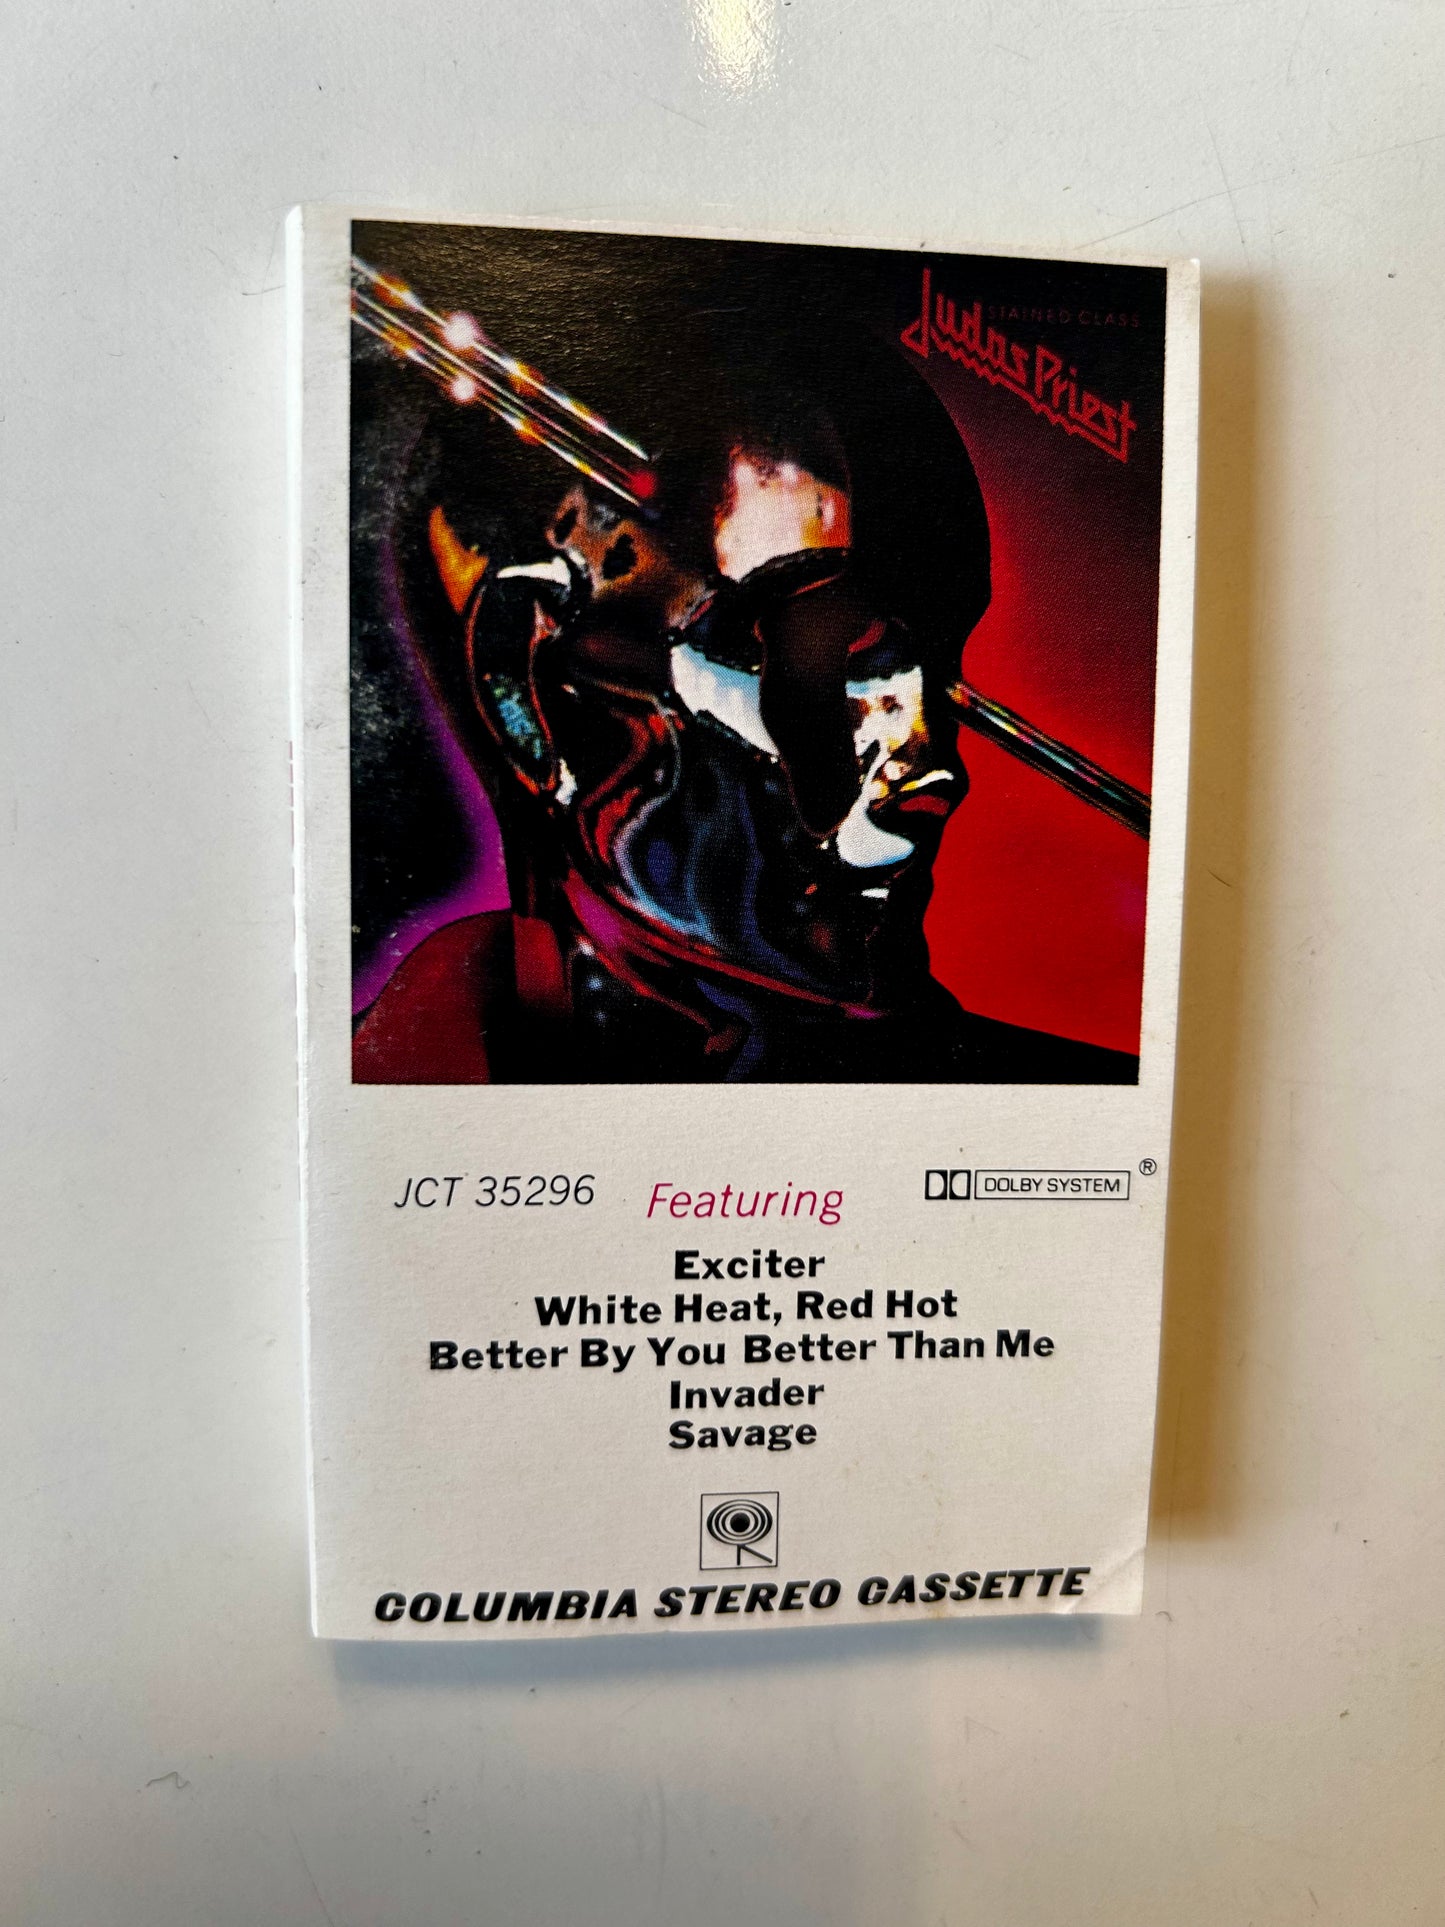 STAINED CLASS
Judas Priest
JCT 35296 Featuring DOLBY SYSTEM ®
Exciter
White Heat, Red Hot
Better By You Better Than Me
Invader
Savage
COLUMBIA STEREO CASSETTE